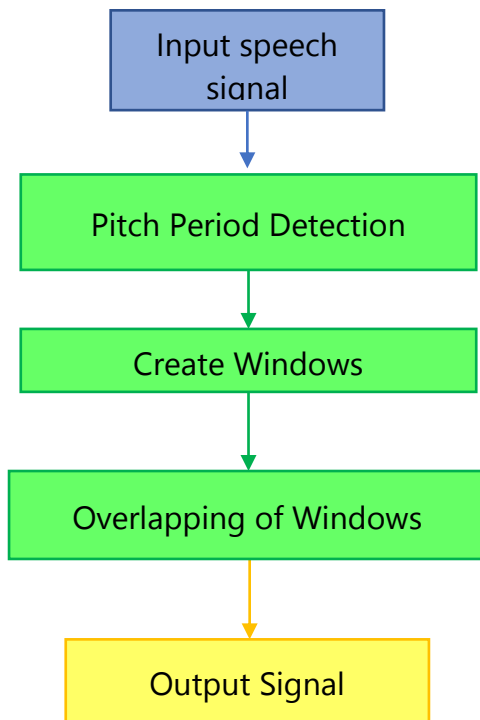 Input speech
signal
Pitch Period Detection
Create Windows
Overlapping of Windows
Output Signal